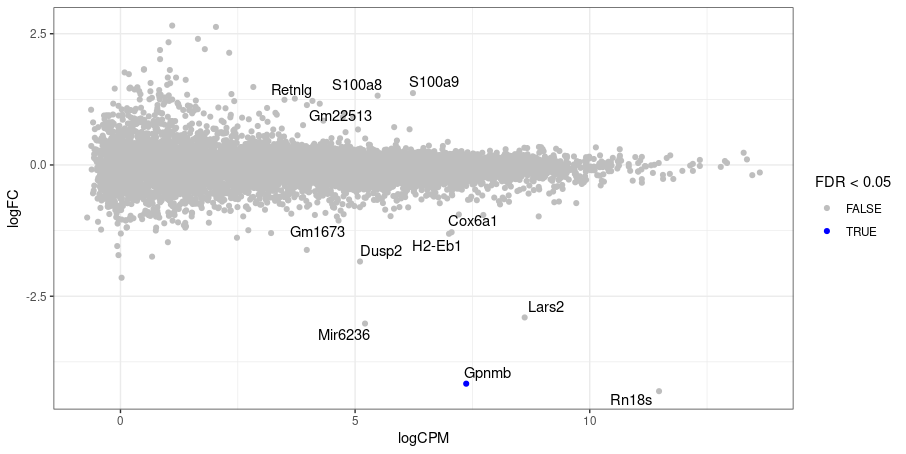 2.5
0.0
-2.5
logFC
Retnlg
S100a8
S100a9
Gm22513
Cox6a1
Gm1673
H2-Eb1
Dusp2
Lars2
Mir6236
Gpnmb
Rn18s
0
5
10
logCPM
FDR < 0.05
FALSE
TRUE